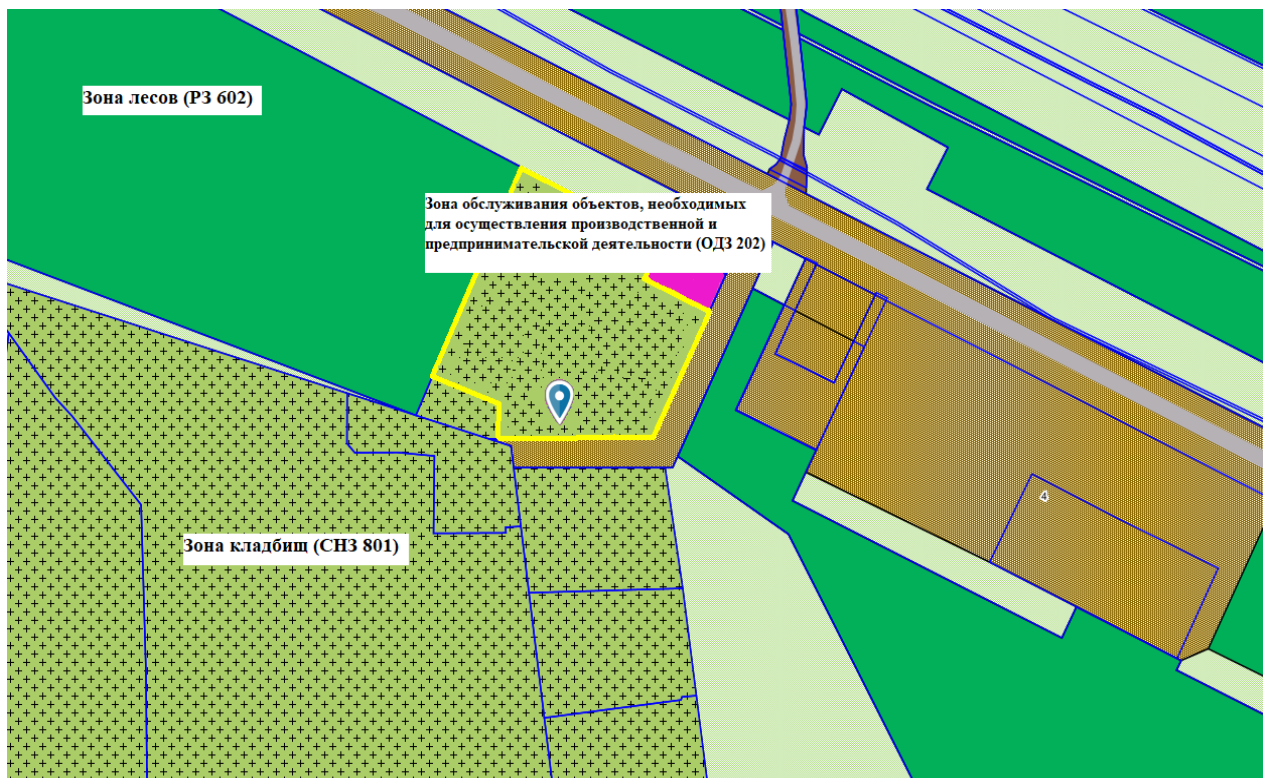 Зона лесов (РЗ 602)
Зона обслуживания объектов, необходимых
для осуществления производственной и
предпринимательской деятельности (ОДЗ 202)
4
Зона кладбищ (СНЗ 801)